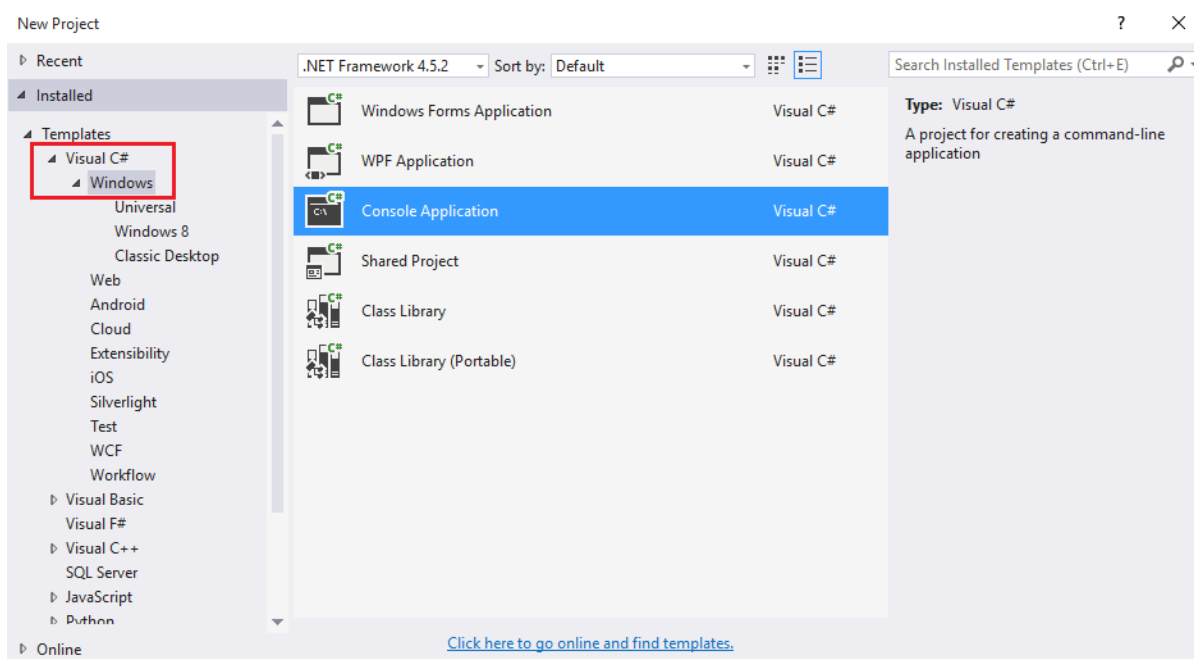 New Project
?
Recent
Installed
Templates
Visual C#
Windows
Universal
Windows 8
Classic Desktop
Web
Android
Cloud
Extensibility
iOS
Silverlight
Test
WCF
Workflow
Visual Basic
Visual F#
Visual C++
SQL Server
JavaScript
Python
Online
.NET Framework 4.5.2 Sort by: Default
C# Windows Forms Application Visual C#
C# WPF Application Visual C#
C# C:\ Console Application Visual C#
C# Shared Project Visual C#
C# Class Library Visual C#
C# Class Library (Portable) Visual C#
Click here to go online and find templates.
Search Installed Templates (Ctrl+E)
Type: Visual C#
A project for creating a command-line
application